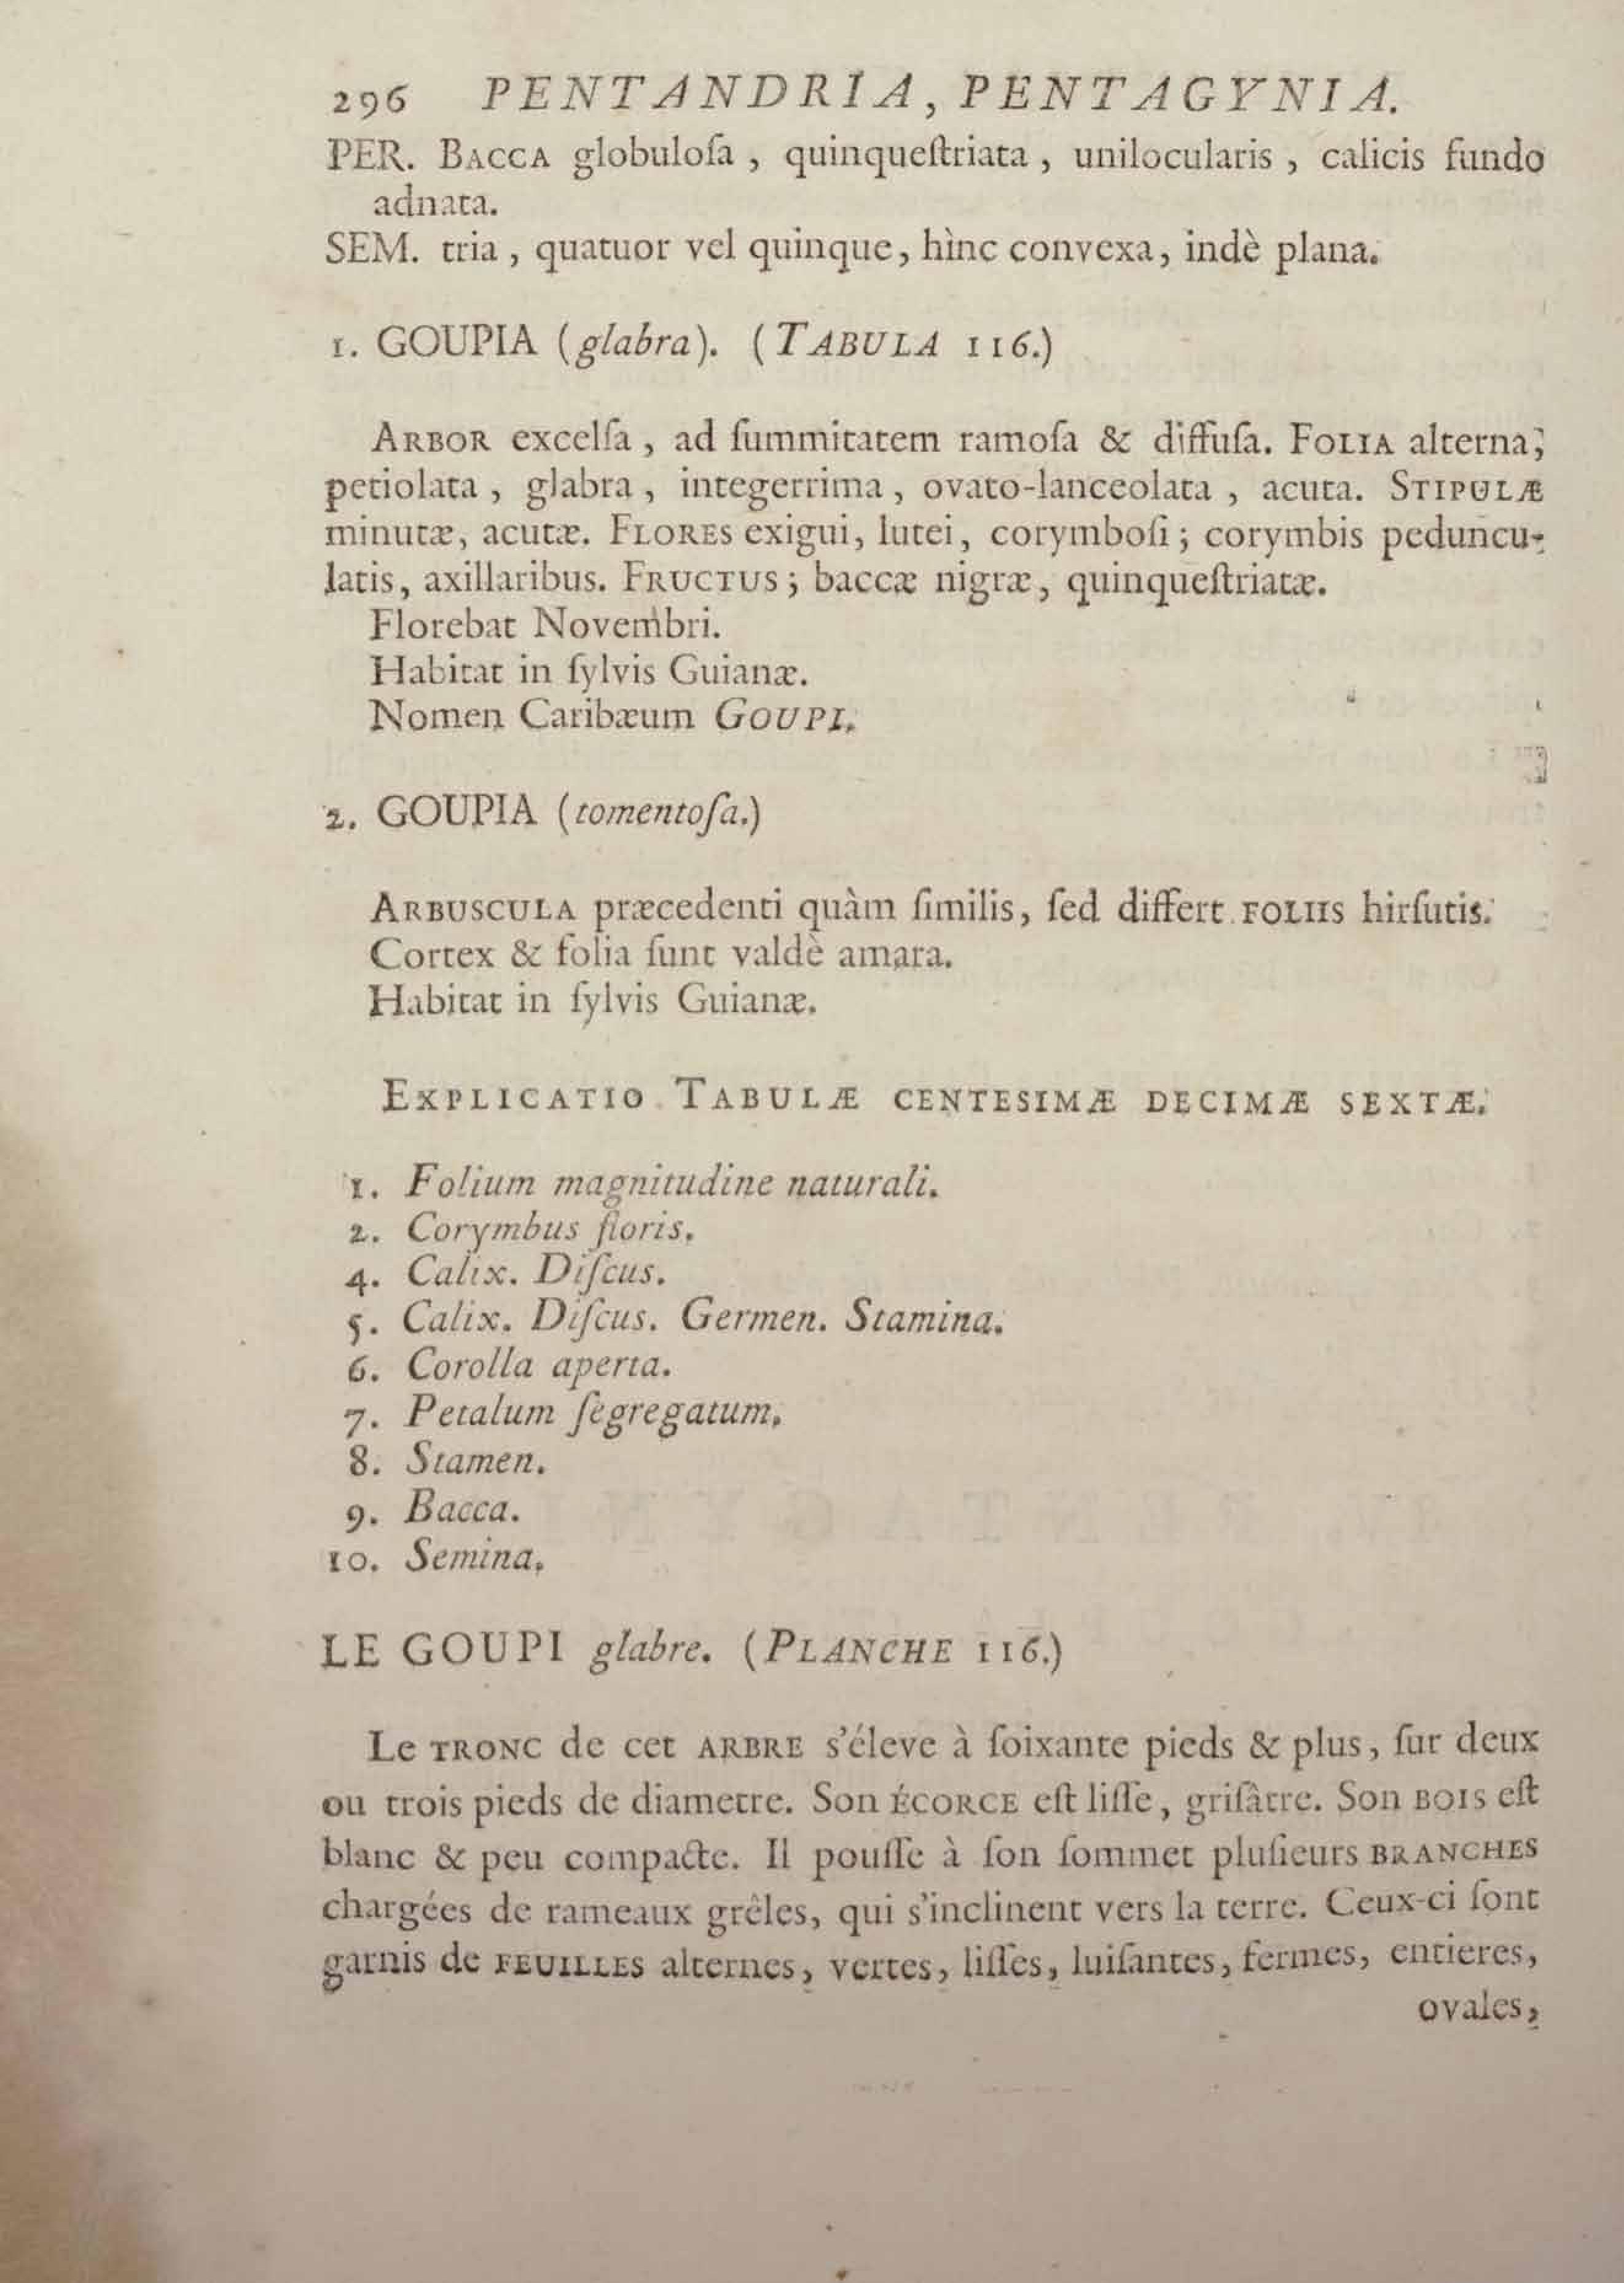 296 PENTANDRIA, PENTAGYNIA.
PER. BACCA globuloſa, quinqueſtriata, unilocularis, calicis fundo
adnata.
SEM. tria, quatuor vel quinque, hìnc convexa, indè plana.
1. GOUPIA (glabra). (TABULA 116.)
ARBOR excelſa, ad ſummitatem ramoſa & diffuſa. FOLIA alterna,
petiolata, glabra, integerrima, ovato-lanceolata, acuta. STIPULÆ
minutæ, acutæ. FLORES exigui, lutei, corymboſi; corymbis peduncu-
latis, axillaribus. FRUCTUS; baccæ nigræ, quinqueſtriatæ.
Florebat Novembri.
Habitat in ſylvis Guianæ.
Nomen Caribæum GOUPI.
2. GOUPIA (tomentoſa.)
ARBUSCULA præcedenti quàm ſimilis, ſed differt FOLIIS hirſutis.
Cortex & folia ſunt valdè amara.
Habitat in ſylvis Guianæ.
EXPLICATIO TABULÆ CENTESIMÆ DECIMÆ SEXTÆ.
1. Folium magnitudine naturali.
2. Corymbus floris.
4. Calix. Diſcus.
5. Calix. Diſcus. Germen. Stamina.
6. Corolla aperta.
7. Petalum ſegregatum.
8. Stamen.
9. Bacca.
10. Semina.
LE GOUPI glabre. (PLANCHE 116.)
Le TRONC de cet ARBRE s'éleve à ſoixante pieds & plus, ſur deux
ou trois pieds de diametre. Son ÉCORCE eſt liſſe, griſâtre. Son BOIS eſt
blanc & peu compacte. Il pouſſe à ſon ſommet pluſieurs BRANCHES
chargées de rameaux grêles, qui s'inclinent vers la terre. Ceux-ci ſont
garnis de FEUILLES alternes, vertes, liſſes, luiſantes, fermes, entieres,
ovales,